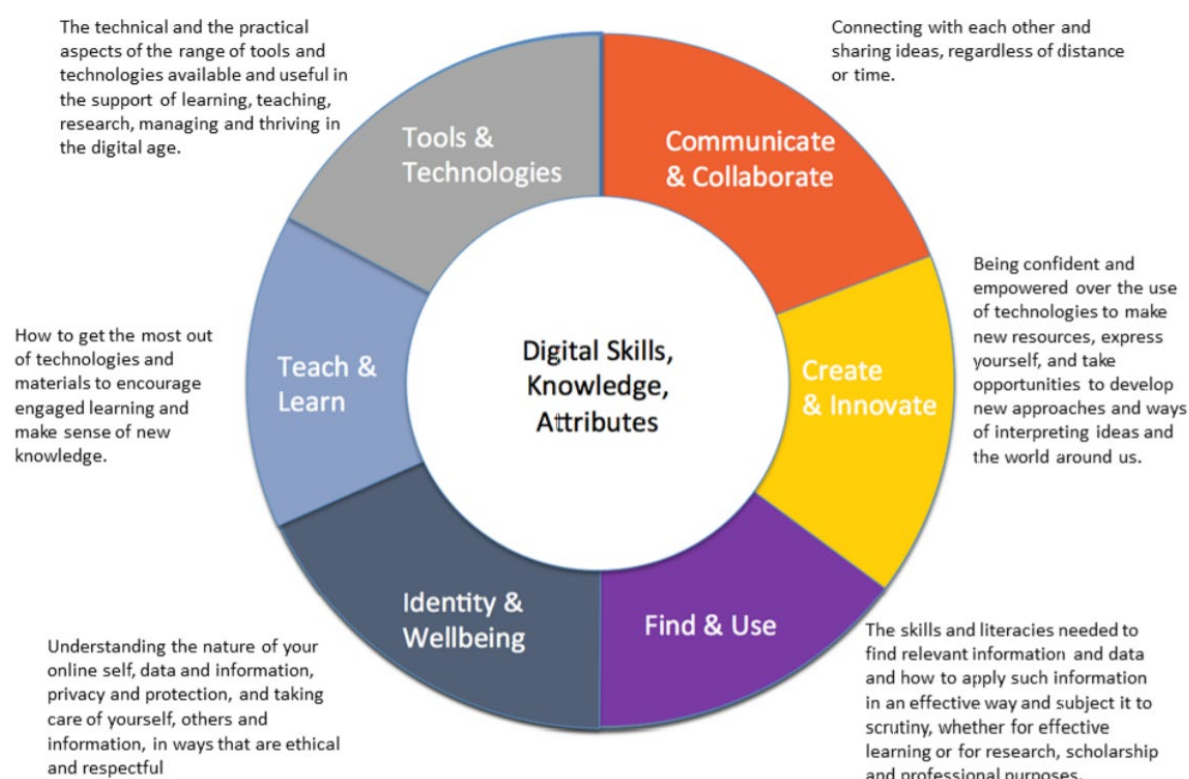 The technical and the practical
aspects of the range of tools and
technologies available and useful in
the support of learning, teaching,
research, managing and thriving in
the digital age.
Connecting with each other and
sharing ideas, regardless of distance
or time.
Tools &
Technologies
Communicate
& Collaborate
Being confident and
empowered over the use
of technologies to make
new resources, express
yourself, and take
opportunities to develop
new approaches and ways
of interpreting ideas and
the world around us.
How to get the most out
of technologies and
materials to encourage
engaged learning and
make sense of new
knowledge.
Teach &
Learn
Digital Skills,
Knowledge,
Attributes
Create
& Innovate
Identity &
Wellbeing
Find & Use
Understanding the nature of your
online self, data and information,
privacy and protection, and taking
care of yourself, others and
information, in ways that are ethical
and respectful
The skills and literacies needed to
find relevant information and data
and how to apply such information
in an effective way and subject it to
scrutiny, whether for effective
learning or for research, scholarship
and professional purposes.